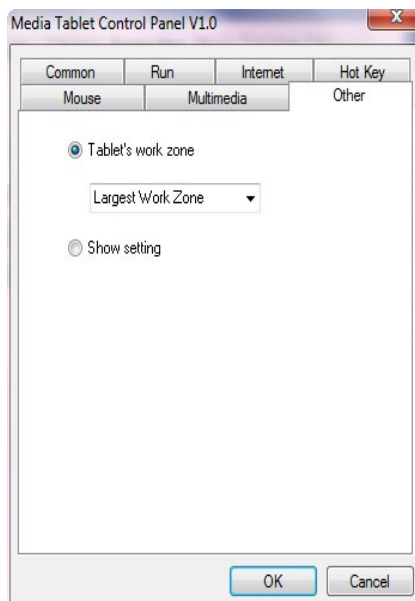 Media Tablet Control Panel V1.0
Common Run Internet Hot Key
Mouse Multimedia Other
Tablet's work zone
Largest Work Zone
Show setting
OK Cancel